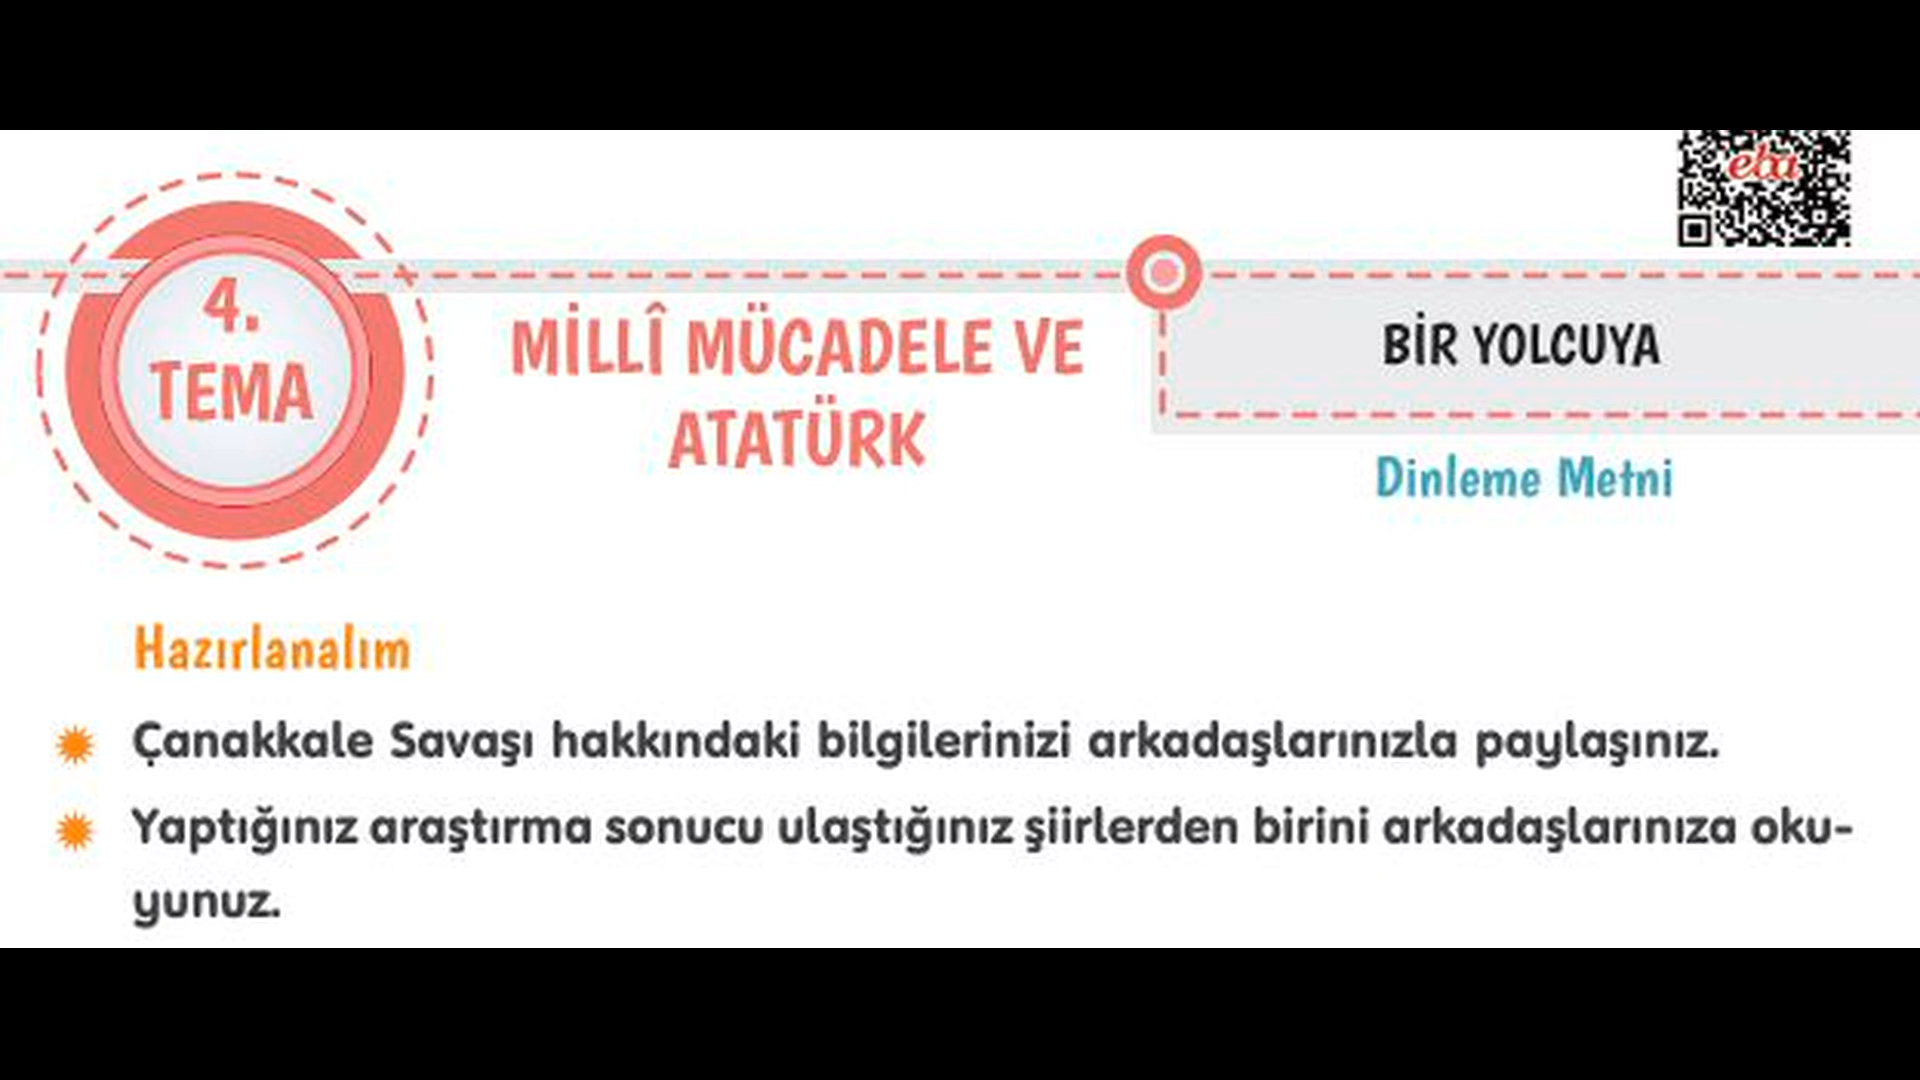 eba
4.
TEMA
MİLLÎ MÜCADELE VE
ATATÜRK
BİR YOLCUYA
Dinleme Metni
Hazırlanalım
Çanakkale Savaşı hakkındaki bilgilerinizi arkadaşlarınızla paylaşınız.
Yaptığınız araştırma sonucu ulaştığınız şiirlerden birini arkadaşlarınıza oku-
yunuz.